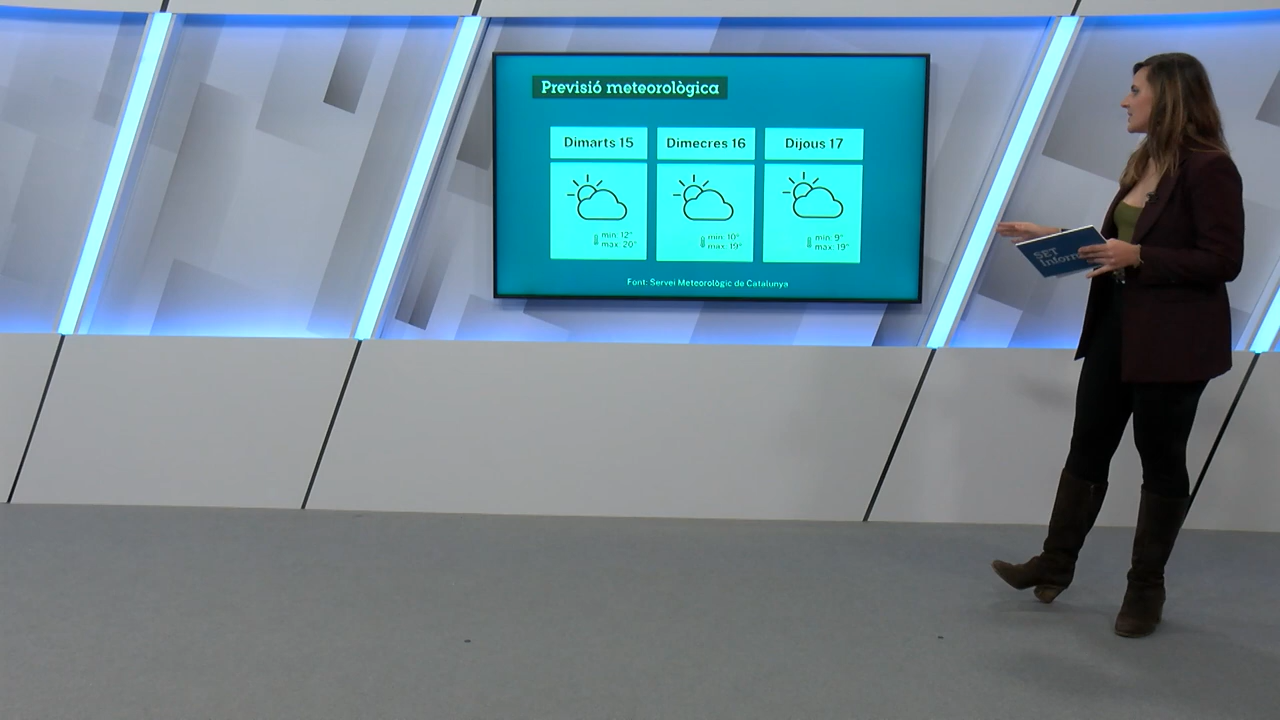 Previsió meteorològica
Dimarts 15
Dimecres 16
Dijous 17
min: 12°
max: 20°
min: 10°
max: 19°
min: 9°
max: 19°
Font: Servei Meteorològic de Catalunya
SET